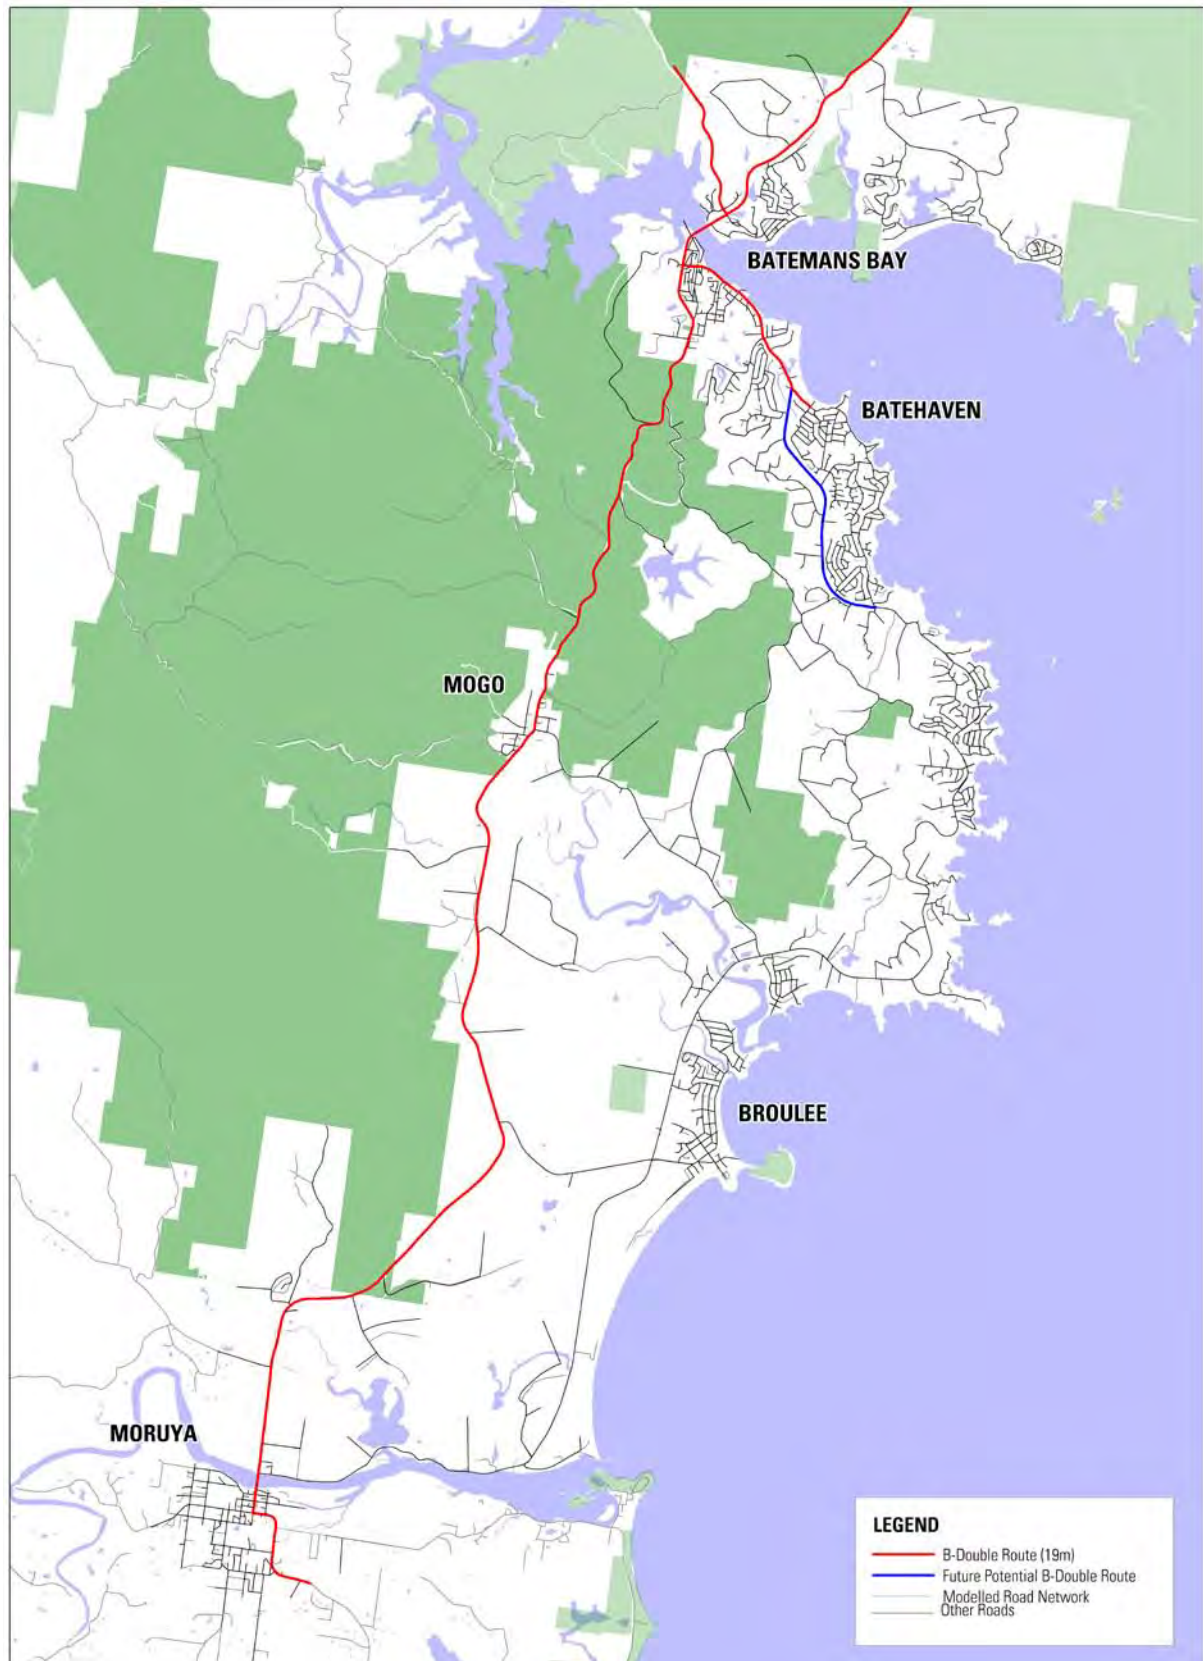 BATEMANS BAY
BATEHAVEN
MOGO
BROULEE
MORUYA
LEGEND
B-Double Route (19m)
Future Potential B-Double Route
Modelled Road Network
Other Roads